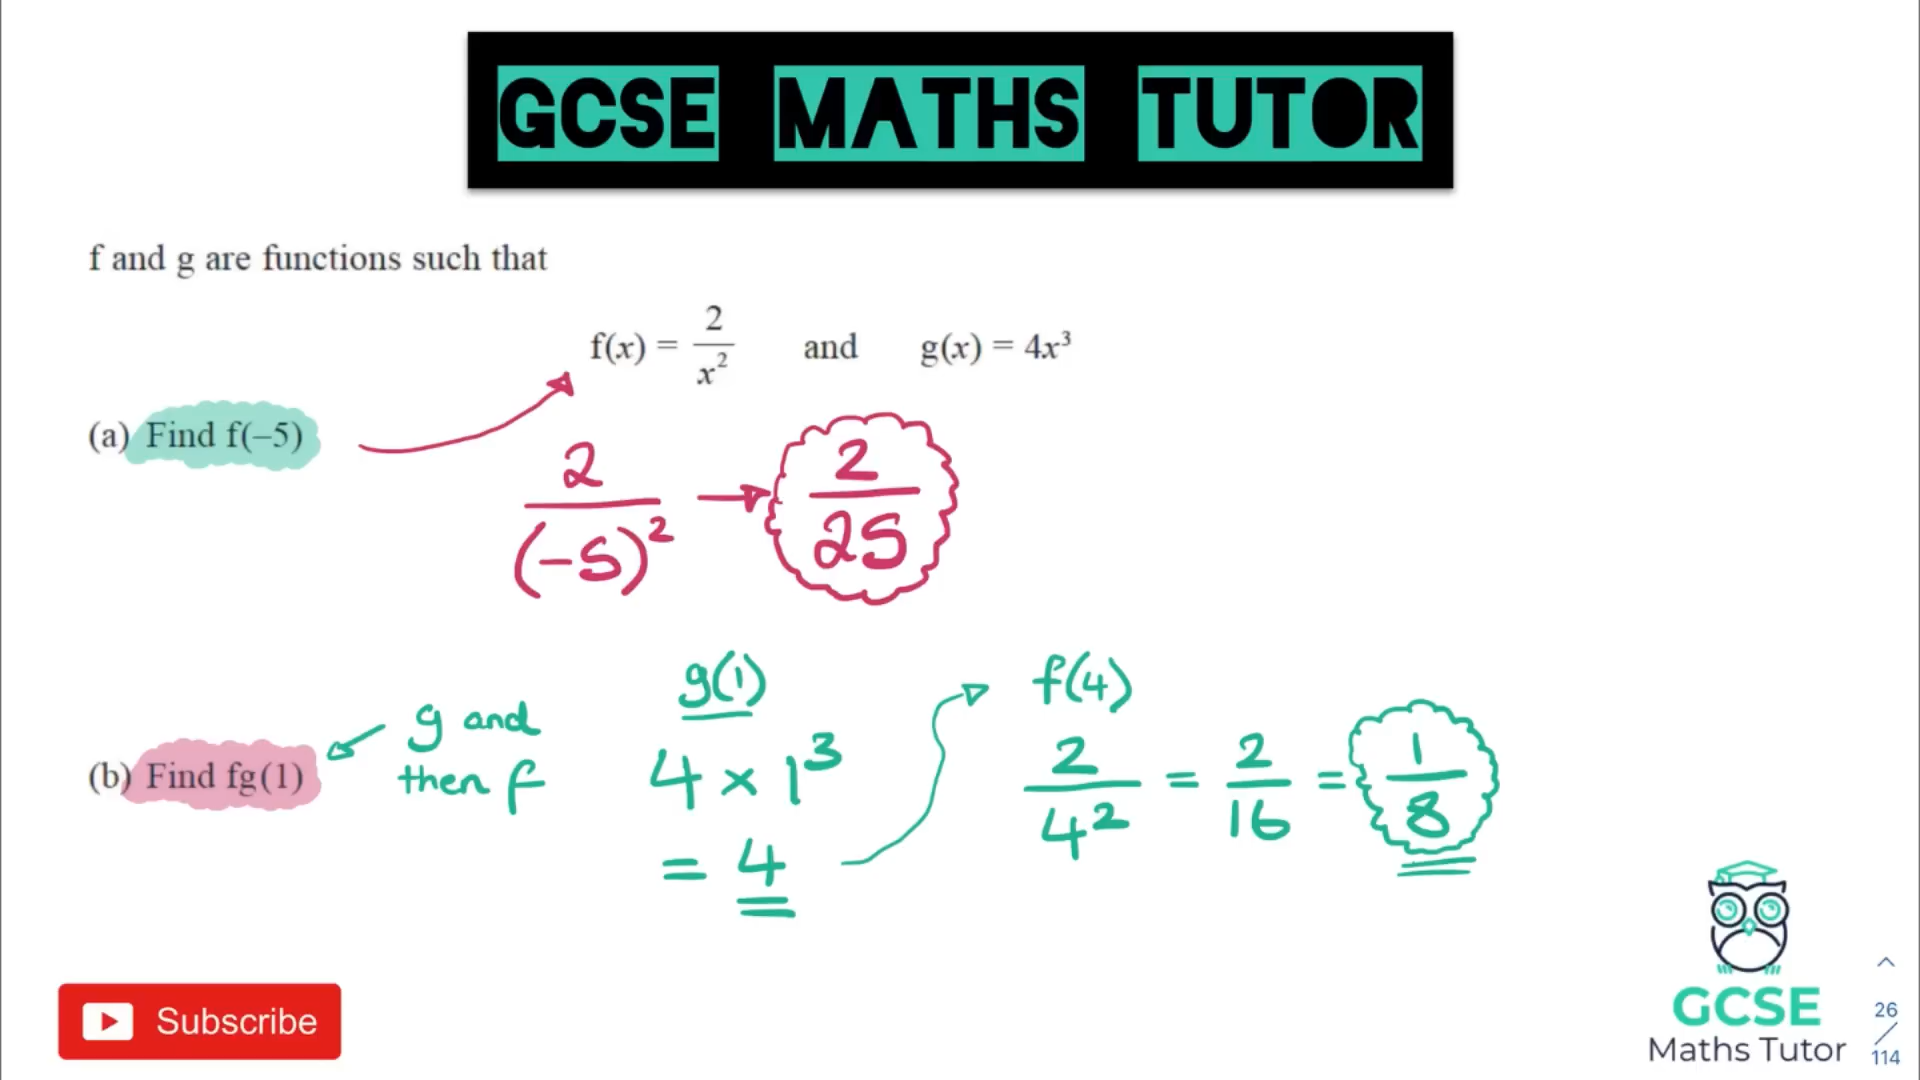 GCSE MATHS TUTOR
f and g are functions such that
f(x) = 2/x² and g(x) = 4x³
(a) Find f(–5)
2/(-5)² → 2/25
(b) Find fg(1)
g and
then f
g(1)
4 × 1³
= 4
f(4)
2/4² = 2/16 = 1/8
Subscribe
GCSE
Maths Tutor
26
/
114